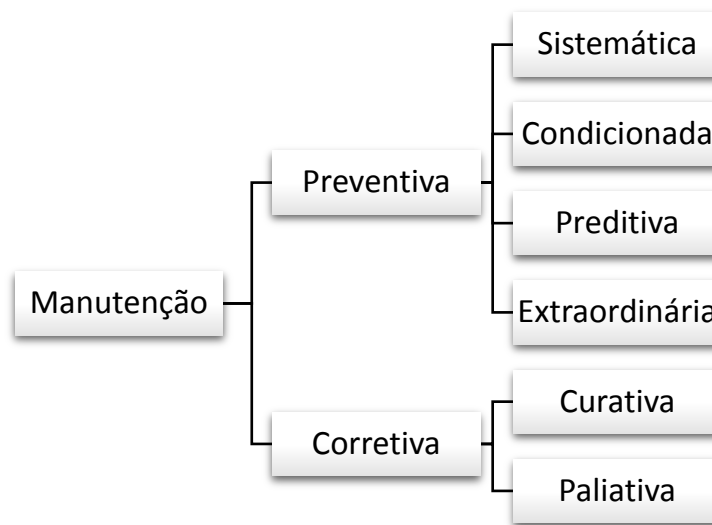 Manutenção
Preventiva
Sistemática
Condicionada
Preditiva
Extraordinária
Corretiva
Curativa
Paliativa